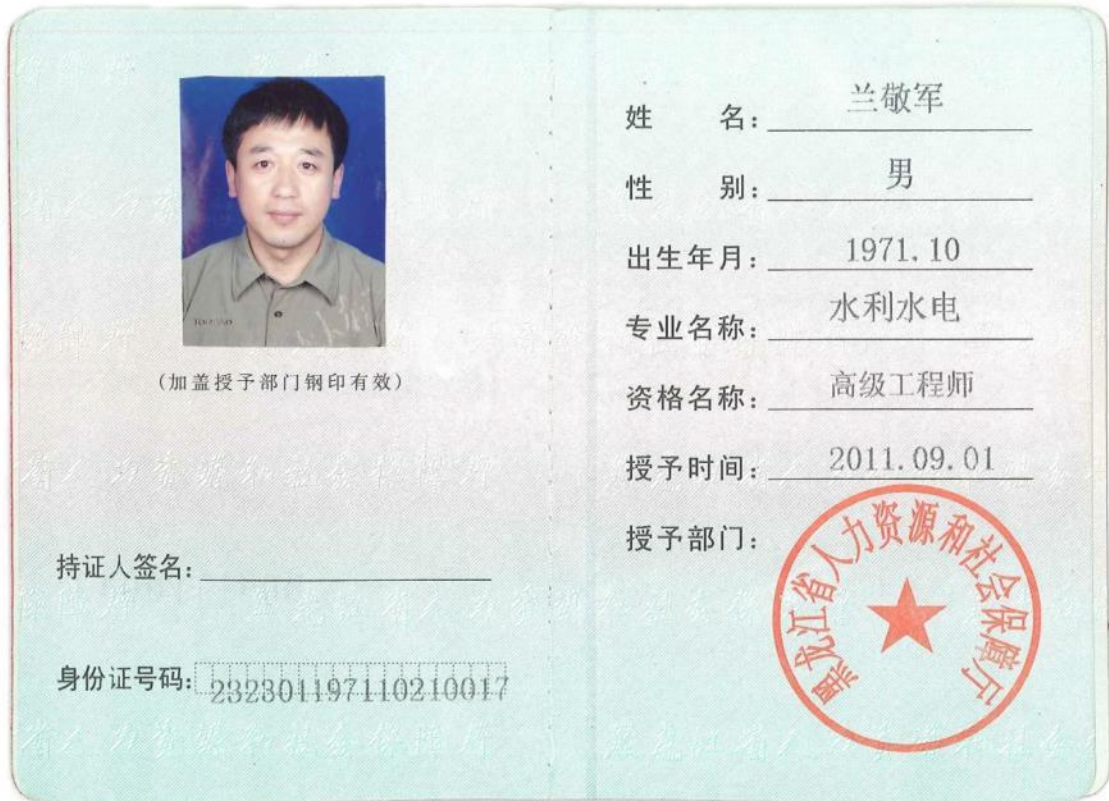 (加盖授予部门钢印有效)
持证人签名:
身份证号码: 232301197110210017
姓 名: 兰敬军
性 别: 男
出生年月: 1971.10
专业名称: 水利水电
资格名称: 高级工程师
授予时间: 2011.09.01
授予部门:
黑龙江省人力资源和社会保障厅